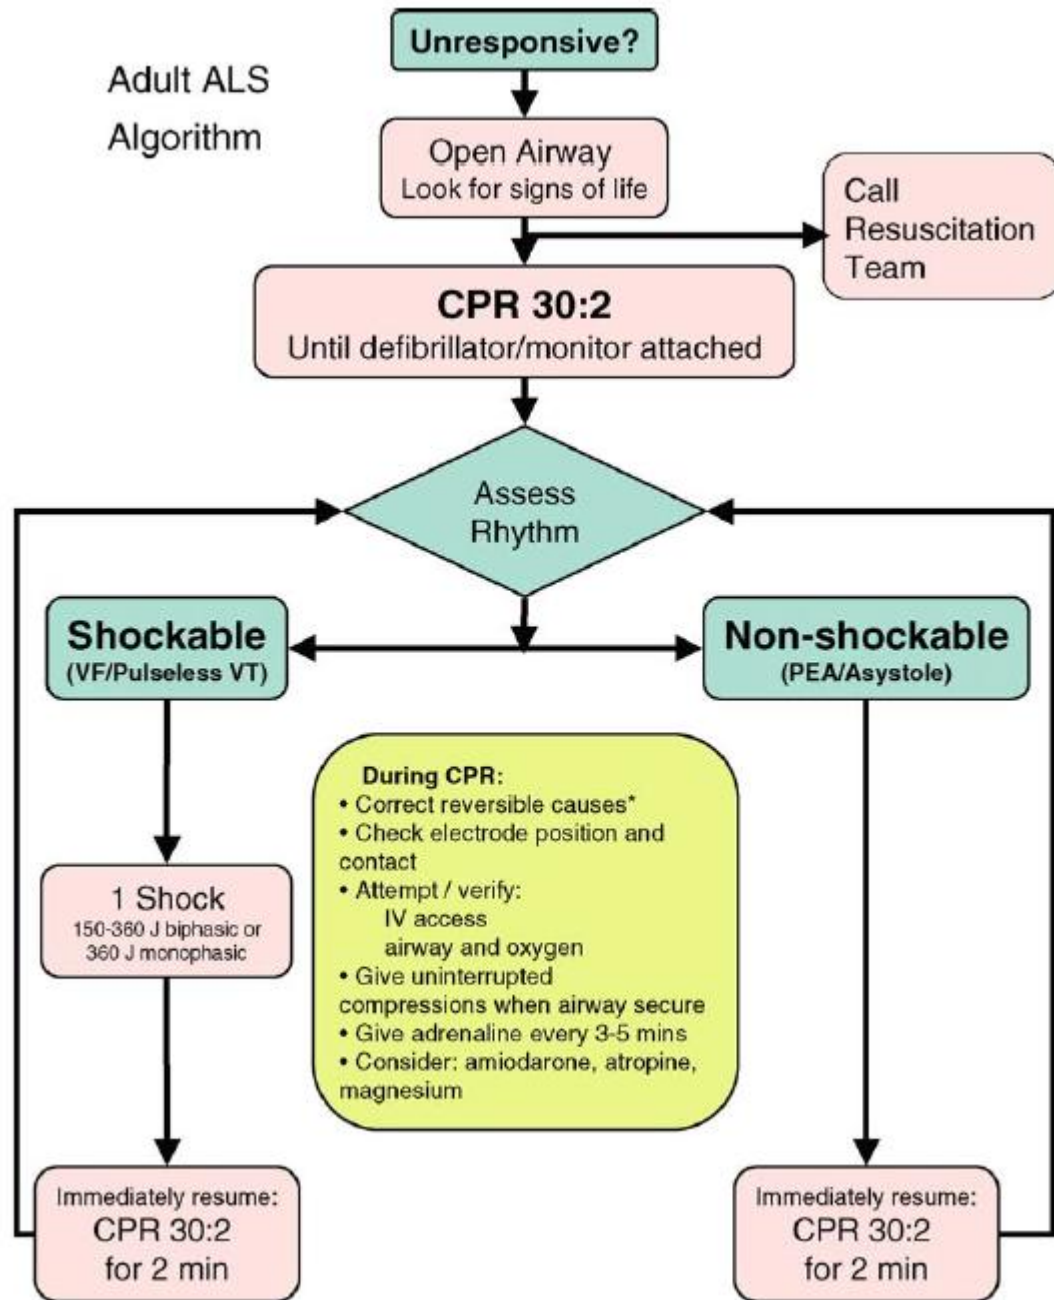 Adult ALS
Algorithm
Unresponsive?
Open Airway
Look for signs of life
Call
Resuscitation
Team
CPR 30:2
Until defibrillator/monitor attached
Assess
Rhythm
Shockable
(VF/Pulseless VT)
Non-shockable
(PEA/Asystole)
1 Shock
150-360 J biphasic or
360 J monophasic
During CPR:
• Correct reversible causes*
• Check electrode position and
contact
• Attempt / verify:
IV access
airway and oxygen
• Give uninterrupted
compressions when airway secure
• Give adrenaline every 3-5 mins
• Consider: amiodarone, atropine,
magnesium
Immediately resume:
CPR 30:2
for 2 min
Immediately resume:
CPR 30:2
for 2 min